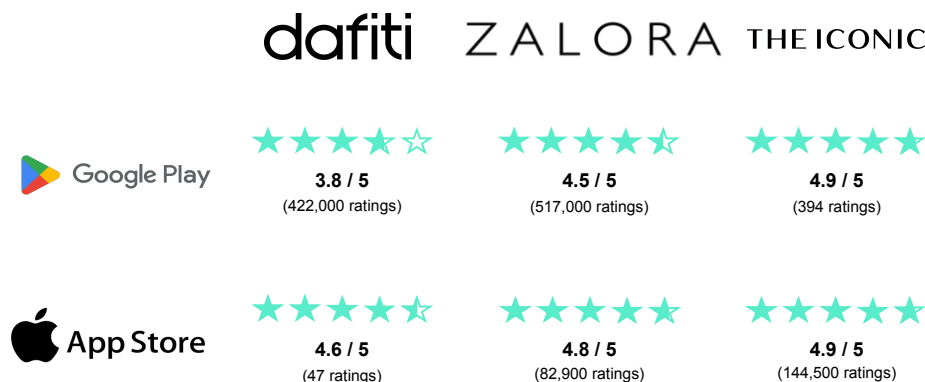 dafiti ZALORA THE ICONIC
Google Play
3.8 / 5 4.5 / 5 4.9 / 5
(422,000 ratings) (517,000 ratings) (394 ratings)
App Store
4.6 / 5 4.8 / 5 4.9 / 5
(47 ratings) (82,900 ratings) (144,500 ratings)